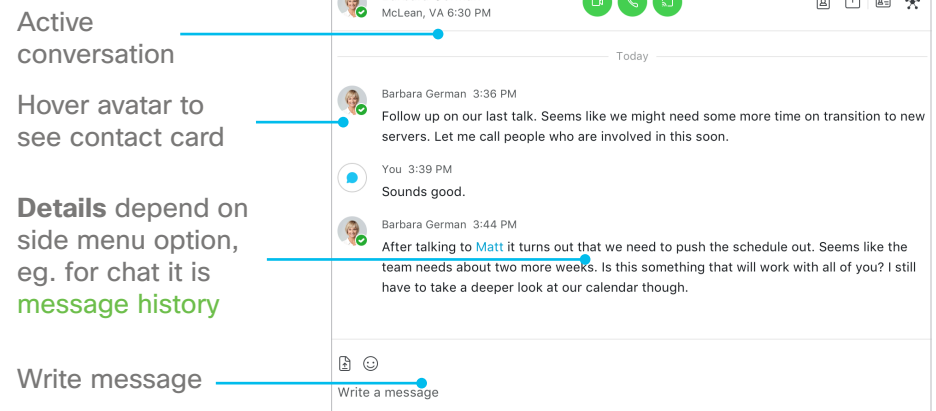 McLean, VA 6:30 PM
Active
conversation
Today
Hover avatar to
see contact card
Barbara German 3:36 PM
Follow up on our last talk. Seems like we might need some more time on transition to new
servers. Let me call people who are involved in this soon.
You 3:39 PM
Sounds good.
Details depend on
side menu option,
eg. for chat it is
message history
Barbara German 3:44 PM
After talking to Matt it turns out that we need to push the schedule out. Seems like the
team needs about two more weeks. Is this something that will work with all of you? I still
have to take a deeper look at our calendar though.
Write message
Write a message